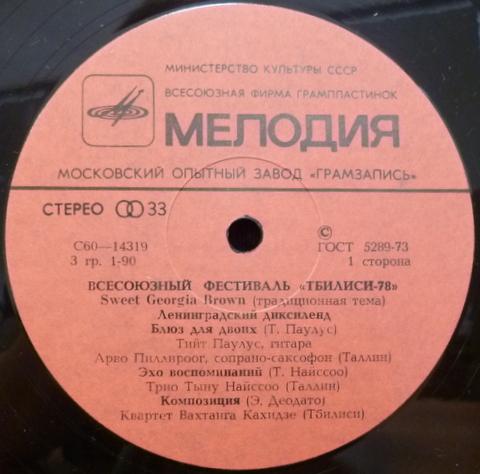 МИНИСТЕРСТВО КУЛЬТУРЫ СССР
ВСЕСОЮЗНАЯ ФИРМА ГРАМПЛАСТИНОК
МЕЛОДИЯ
МОСКОВСКИЙ ОПЫТНЫЙ ЗАВОД «ГРАМЗАПИСЬ»
СТЕРЕО 33
С60—14319
3 гр. 1-90
©
ГОСТ 5289-73
1 сторона
ВСЕСОЮЗНЫЙ ФЕСТИВАЛЬ «ТБИЛИСИ-78»
Sweet Georgia Brown (традиционная тема)
Ленинградский диксиленд
Блюз для двоих (Т. Паулус)
Тийт Паулус, гитара
Арво Пиллвроог, сопрано-саксофон (Таллин)
Эхо воспоминаний (Т. Найссоо)
Трио Тыну Найссоо (Таллин)
Композиция (Э. Деодато)
Квартет Вахтанга Кахидзе (Тбилиси)